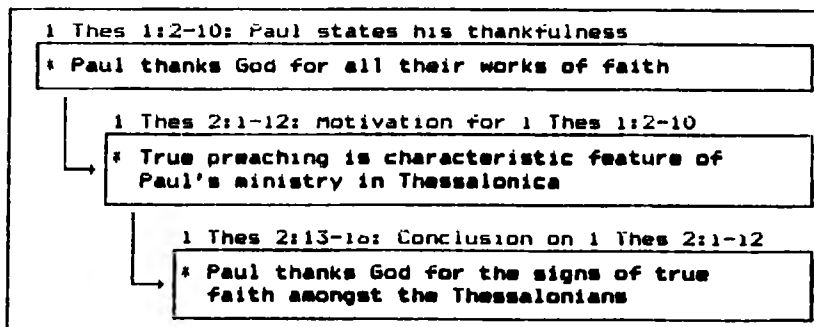 1 Thes 1:2-10: Paul states his thankfulness
* Paul thanks God for all their works of faith
1 Thes 2:1-12: Motivation for 1 Thes 1:2-10
* True preaching is characteristic feature of
Paul's ministry in Thessalonica
1 Thes 2:13-16: Conclusion on 1 Thes 2:1-12
* Paul thanks God for the signs of true
faith amongst the Thessalonians